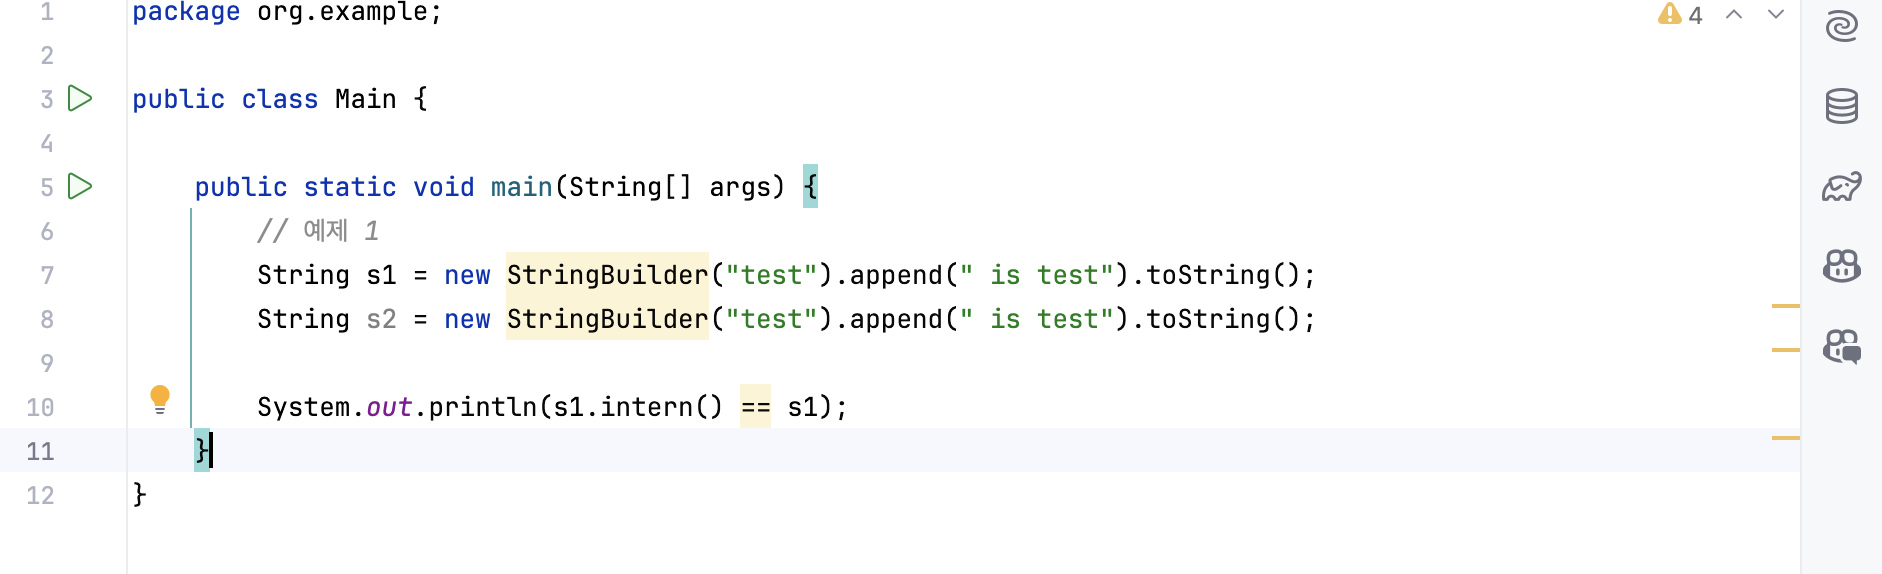 1 package org.example;
4
2
3 public class Main {
4
5 public static void main(String[] args) {
6 // 예제 1
7 String s1 = new StringBuilder("test").append(" is test").toString();
8 String s2 = new StringBuilder("test").append(" is test").toString();
9
10 System.out.println(s1.intern() == s1);
11 }
12 }